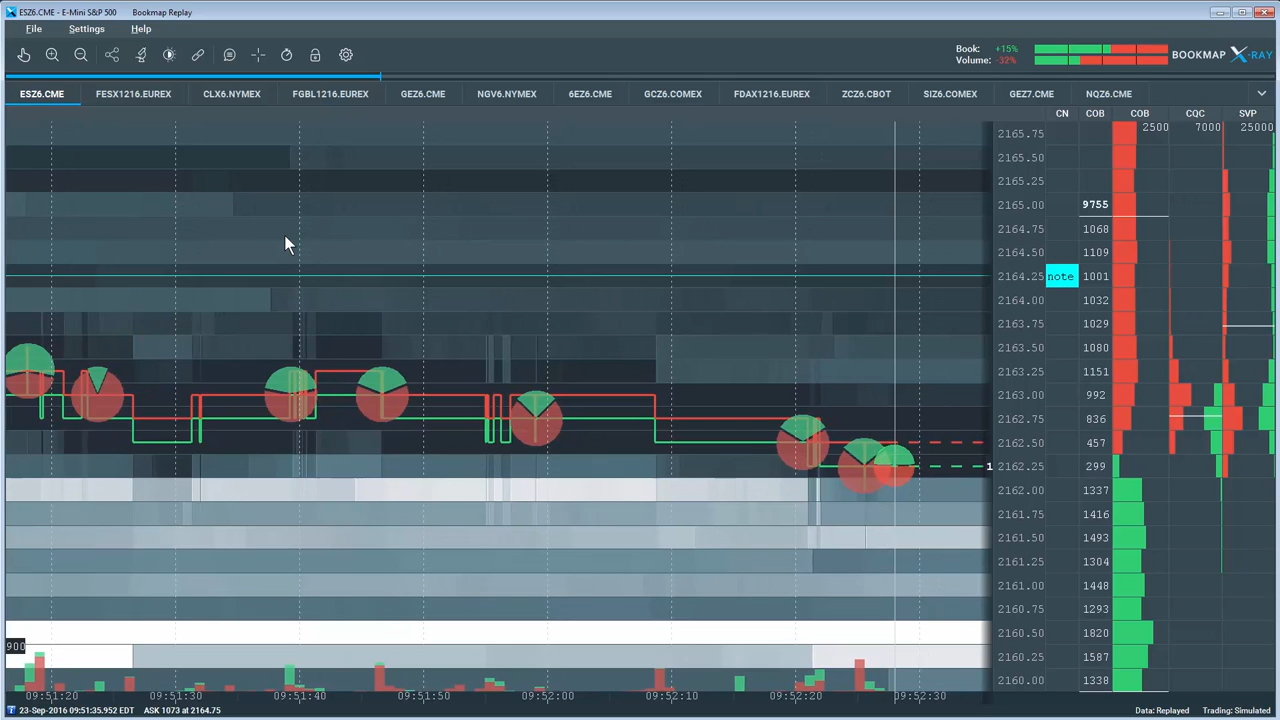 ESZ6.CME - E-Mini S&P 500 Bookmap Replay
File Settings Help
Book: +15%
Volume: -32%
BOOKMAP X-RAY
ESZ6.CME FESX1216.EUREX CLX6.NYMEX FGBL1216.EUREX GEZ6.CME NGV6.NYMEX 6EZ6.CME GCZ6.COMEX FDAX1216.EUREX ZCZ6.CBOT SIZ6.COMEX GEZ7.CME NQZ6.CME
CN COB COB CQC SVP
2500 7000 25000
2165.75
2165.50
2165.25
2165.00 9755
2164.75 1068
2164.50 1109
2164.25 note 1001
2164.00 1032
2163.75 1029
2163.50 1080
2163.25 1151
2163.00 992
2162.75 836
2162.50 457
1 2162.25 299
2162.00 1337
2161.75 1416
2161.50 1493
2161.25 1304
2161.00 1448
2160.75 1293
2160.50 1820
900
2160.25 1587
2160.00 1338
09:51:20 09:51:30 09:51:40 09:51:50 09:52:00 09:52:10 09:52:20 09:52:30
23-Sep-2016 09:51:35.952 EDT ASK 1073 at 2164.75 Data: Replayed Trading: Simulated